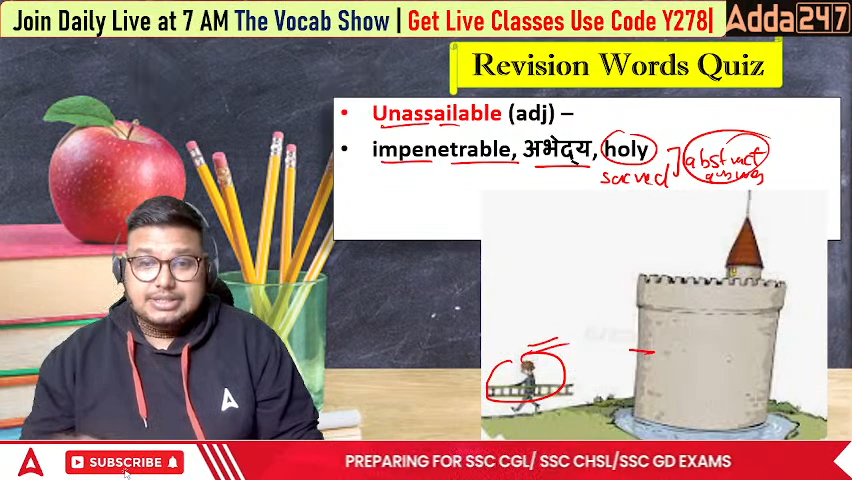 Join Daily Live at 7 AM The Vocab Show | Get Live Classes Use Code Y278|
Adda247
Revision Words Quiz
• Unassailable (adj) –
• impenetrable, अभेद्य, holy
sacred
abstract
SUBSCRIBE
PREPARING FOR SSC CGL/ SSC CHSL/SSC GD EXAMS